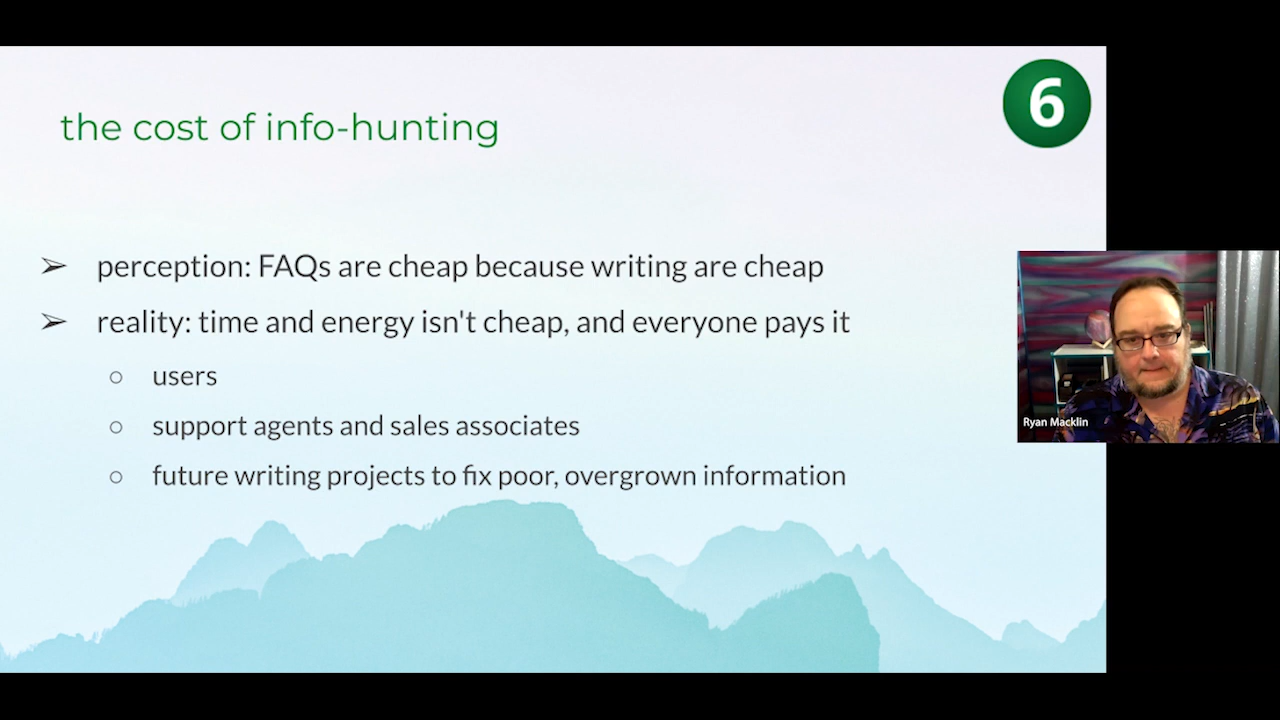 the cost of info-hunting
6
➢ perception: FAQs are cheap because writing are cheap
➢ reality: time and energy isn't cheap, and everyone pays it
○ users
○ support agents and sales associates
○ future writing projects to fix poor, overgrown information
Ryan Macklin